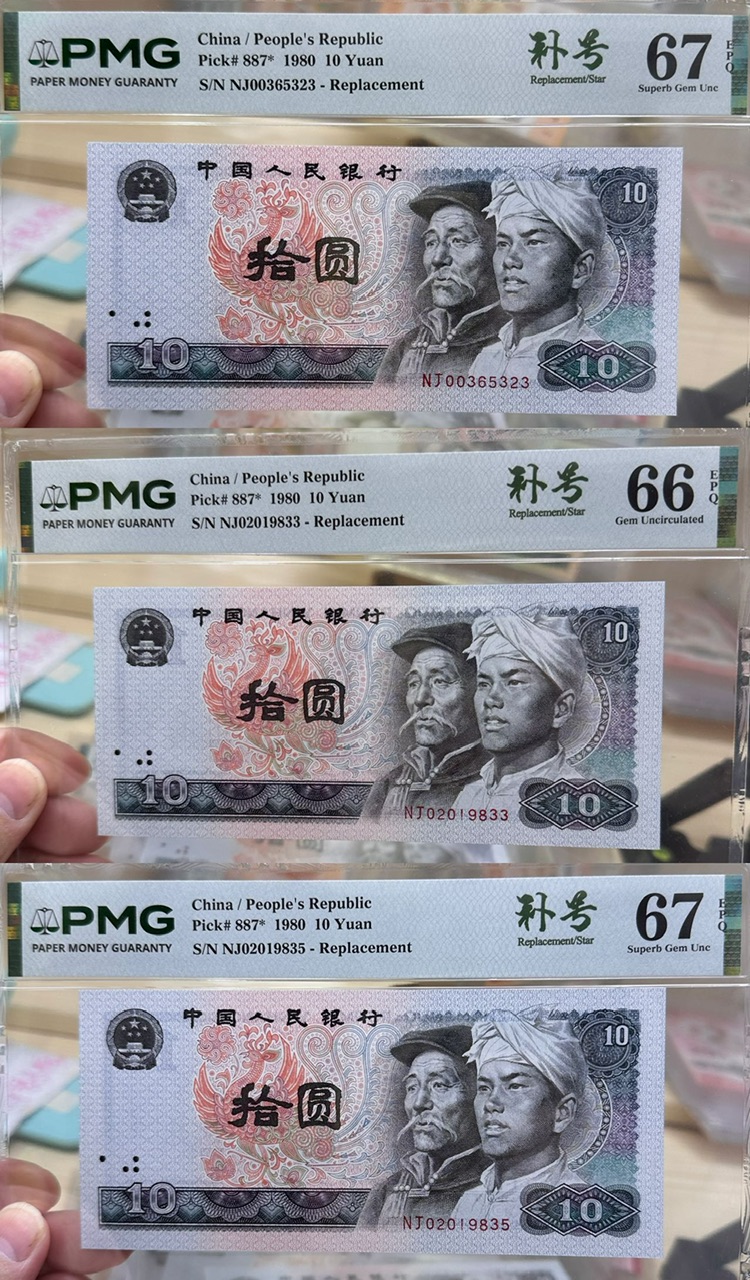 PMG
PAPER MONEY GUARANTY
China / People's Republic
Pick# 887* 1980 10 Yuan
S/N NJ00365323 - Replacement
补号
Replacement/Star
67
Superb Gem Unc
EPQ
中国人民银行
10
拾圆
10
NJ00365323
10
PMG
PAPER MONEY GUARANTY
China / People's Republic
Pick# 887* 1980 10 Yuan
S/N NJ02019833 - Replacement
补号
Replacement/Star
66
Gem Uncirculated
EPQ
中国人民银行
10
拾圆
10
NJ02019833
10
PMG
PAPER MONEY GUARANTY
China / People's Republic
Pick# 887* 1980 10 Yuan
S/N NJ02019835 - Replacement
补号
Replacement/Star
67
Superb Gem Unc
EPQ
中国人民银行
10
拾圆
10
NJ02019835
10